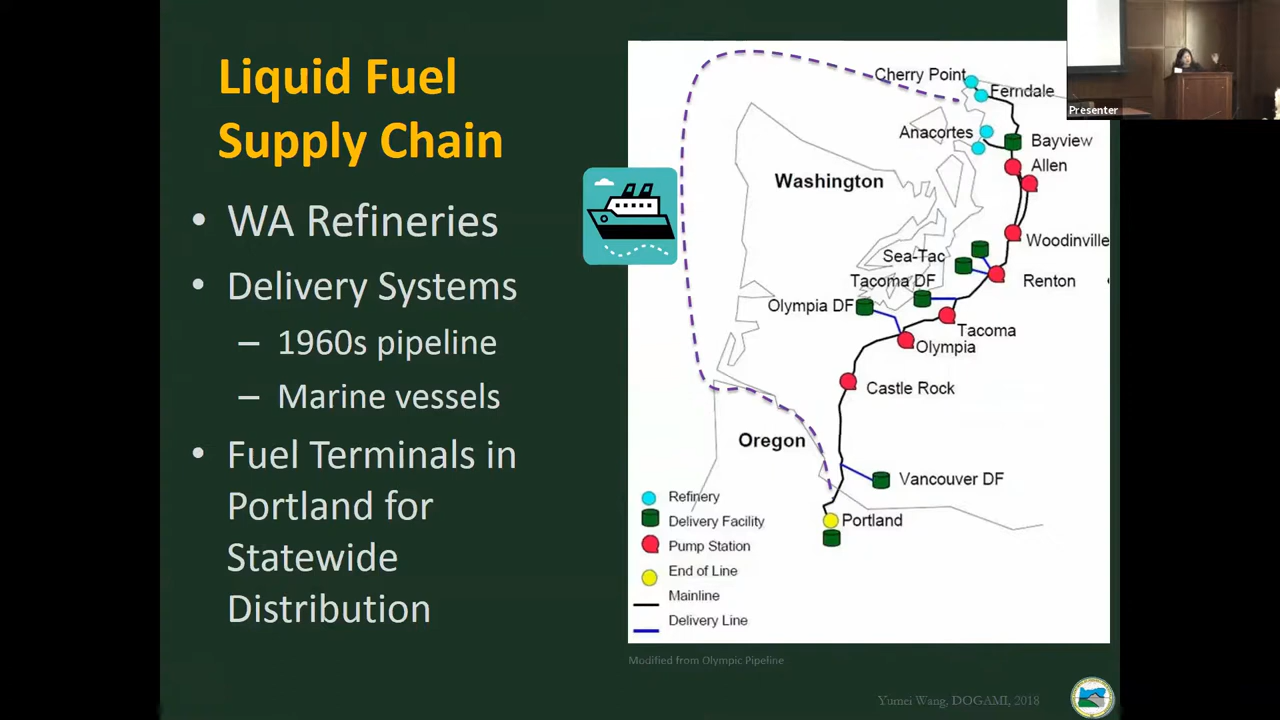 Liquid Fuel
Supply Chain
• WA Refineries
• Delivery Systems
– 1960s pipeline
– Marine vessels
• Fuel Terminals in
Portland for
Statewide
Distribution
Cherry Point
Ferndale
Anacortes
Bayview
Allen
Washington
Woodinville
Sea-Tac
Renton
Tacoma DF
Olympia DF
Tacoma
Olympia
Castle Rock
Oregon
Vancouver DF
Portland
Refinery
Delivery Facility
Pump Station
End of Line
Mainline
Delivery Line
Modified from Olympic Pipeline
Yumei Wang, DOGAMI, 2018
Presenter